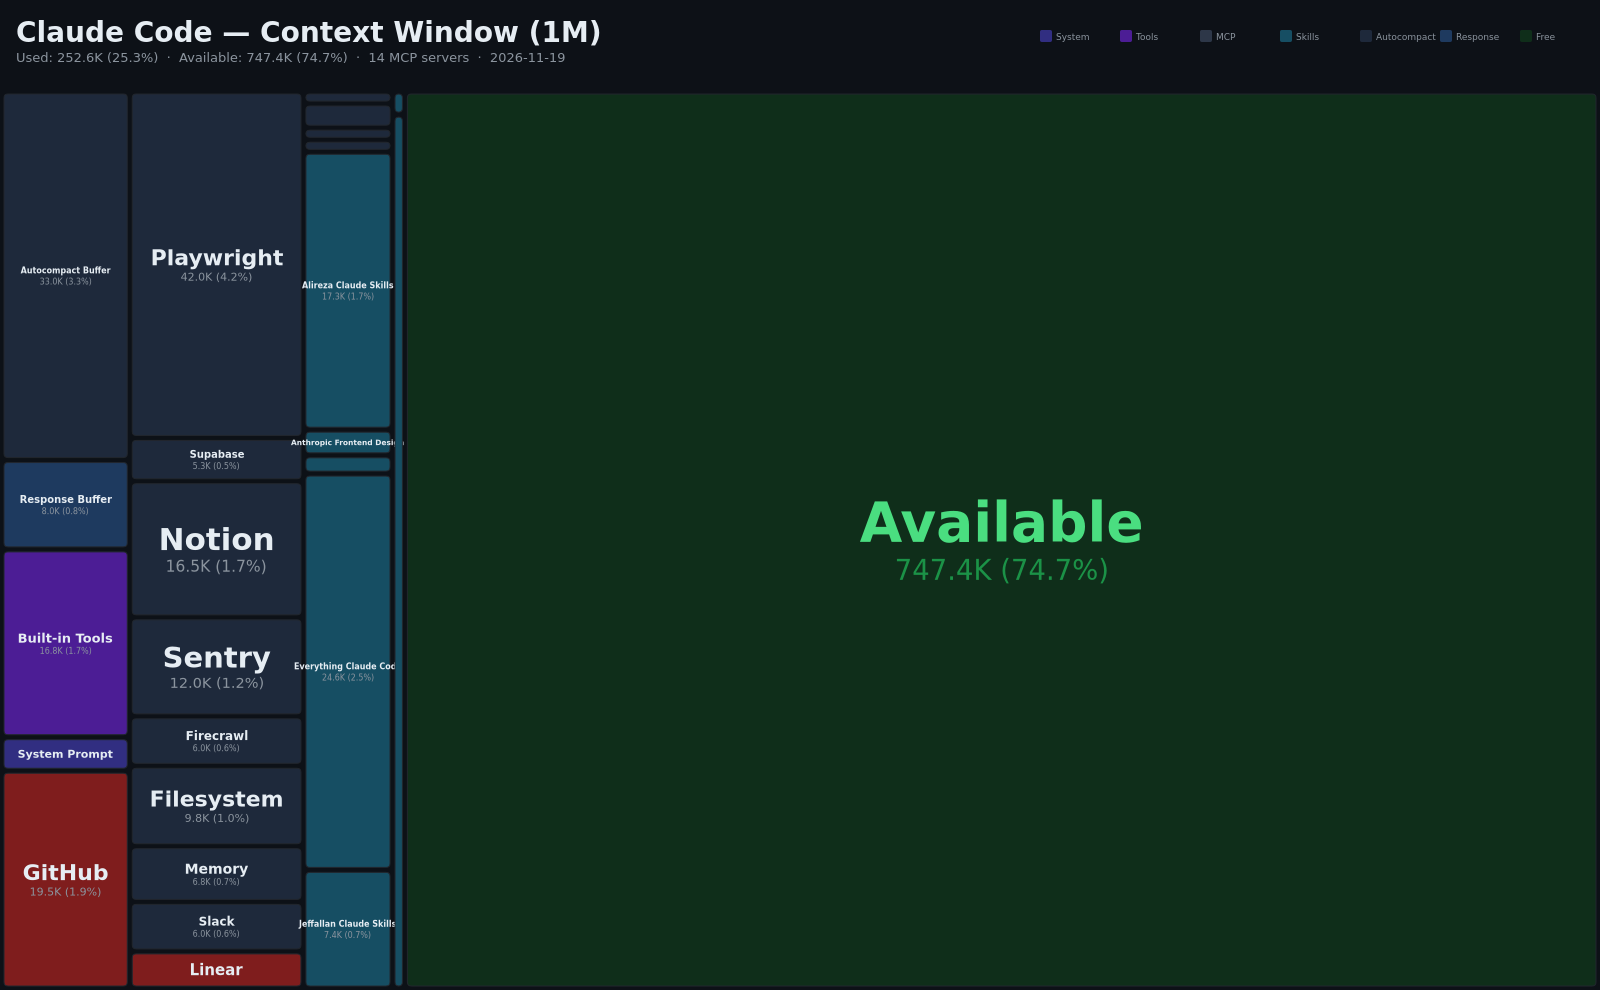 Claude Code — Context Window (1M)
Used: 252.6K (25.3%) · Available: 747.4K (74.7%) · 14 MCP servers · 2026-11-19
System
Tools
MCP
Skills
Autocompact
Response
Free
Autocompact Buffer
33.0K (3.3%)
Response Buffer
8.0K (0.8%)
Built-in Tools
16.8K (1.7%)
System Prompt
GitHub
19.5K (1.9%)
Playwright
42.0K (4.2%)
Supabase
5.3K (0.5%)
Notion
16.5K (1.7%)
Sentry
12.0K (1.2%)
Firecrawl
6.0K (0.6%)
Filesystem
9.8K (1.0%)
Memory
6.8K (0.7%)
Slack
6.0K (0.6%)
Linear
Alireza Claude Skills
17.3K (1.7%)
Anthropic Frontend Desig
Everything Claude Cod
24.6K (2.5%)
Jeffallan Claude Skills
7.4K (0.7%)
Available
747.4K (74.7%)